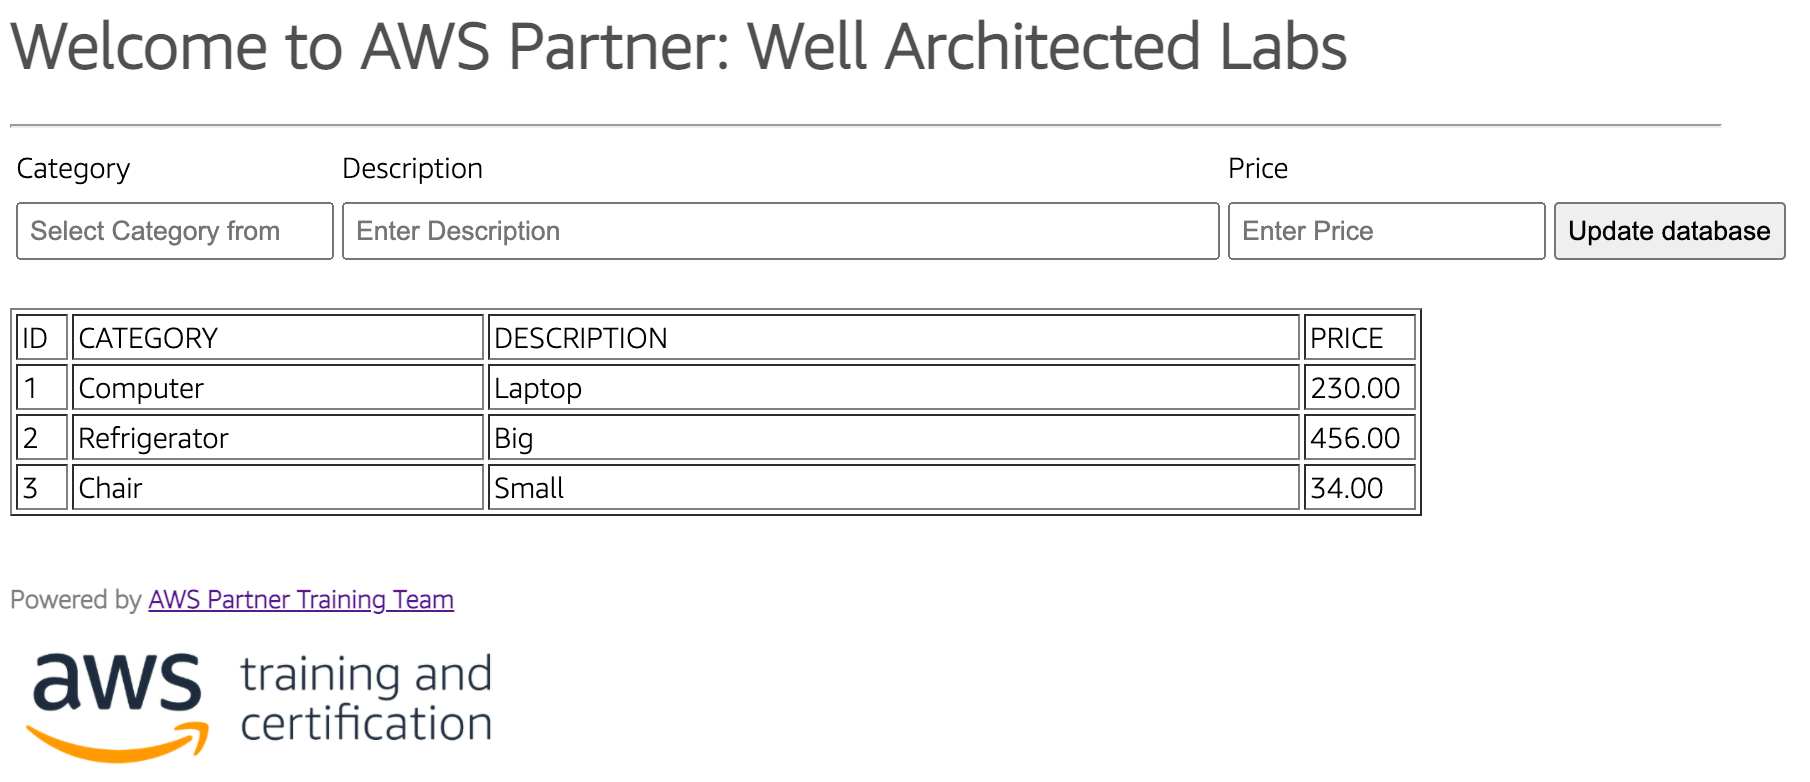 Welcome to AWS Partner: Well Architected Labs
Category Description Price
Select Category from Enter Description Enter Price Update database
ID CATEGORY DESCRIPTION PRICE
1 Computer Laptop 230.00
2 Refrigerator Big 456.00
3 Chair Small 34.00
Powered by AWS Partner Training Team
aws training and
certification